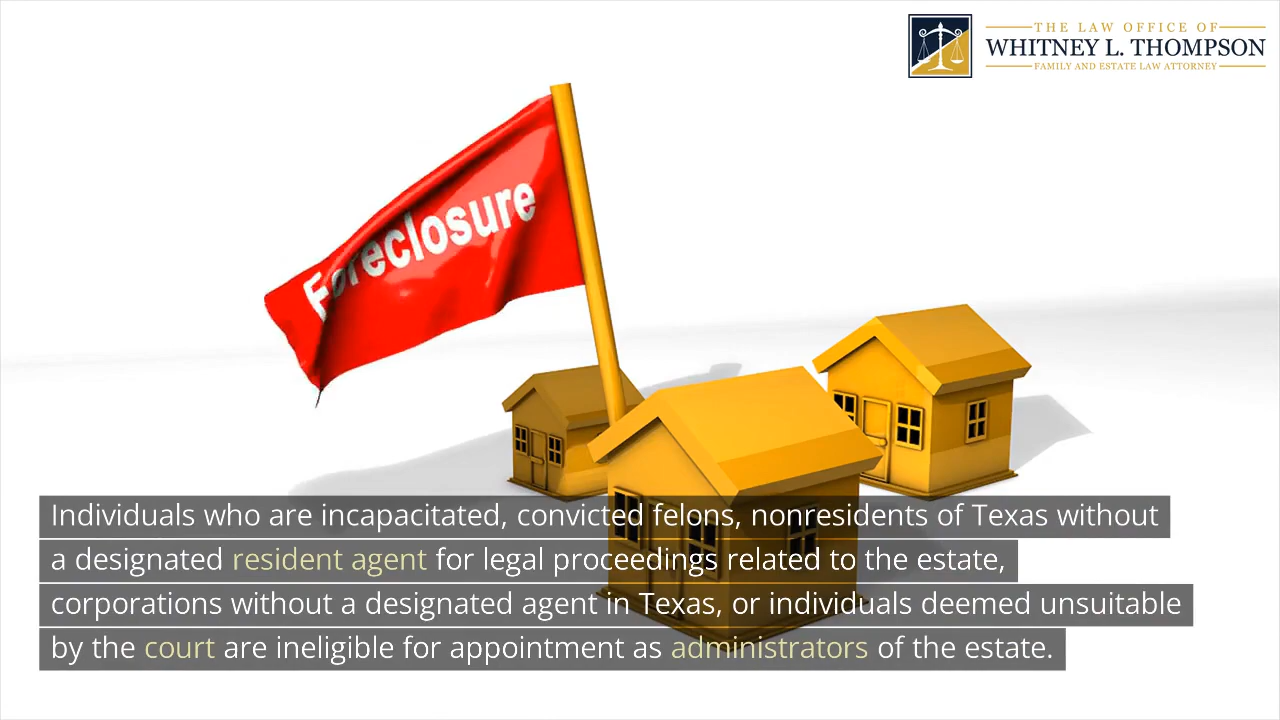 THE LAW OFFICE OF
WHITNEY L. THOMPSON
FAMILY AND ESTATE LAW ATTORNEY
Foreclosure
Individuals who are incapacitated, convicted felons, nonresidents of Texas without
a designated resident agent for legal proceedings related to the estate,
corporations without a designated agent in Texas, or individuals deemed unsuitable
by the court are ineligible for appointment as administrators of the estate.